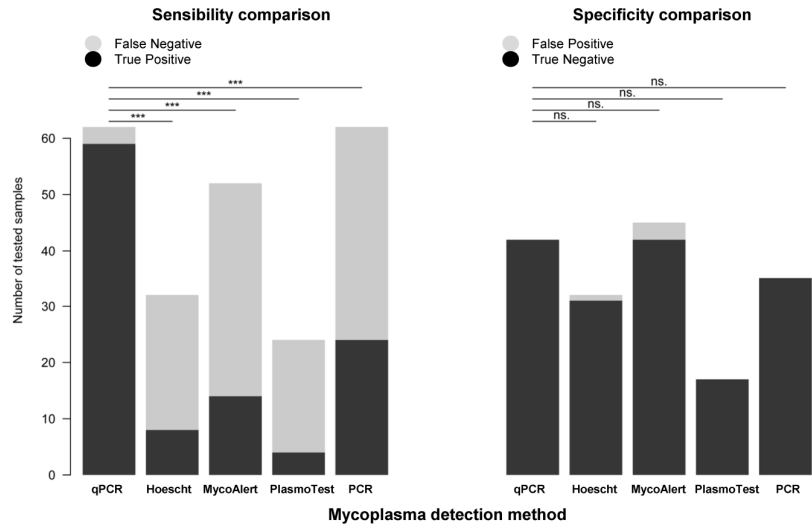 Sensibility comparison
False Negative
True Positive
***
***
***
***
Number of tested samples
60
50
40
30
20
10
0
qPCR Hoescht MycoAlert PlasmoTest PCR
Specificity comparison
False Positive
True Negative
ns.
ns.
ns.
ns.
qPCR Hoescht MycoAlert PlasmoTest PCR
Mycoplasma detection method